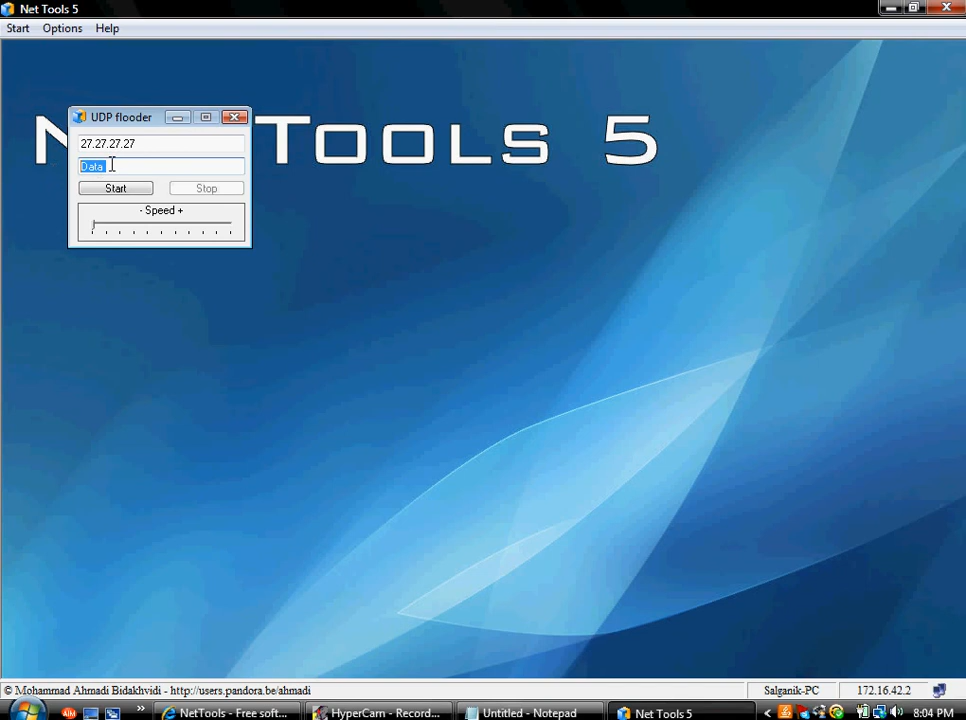 Net Tools 5
Start Options Help
N Tools 5
UDP flooder
27.27.27.27
Data
Start Stop
- Speed +
© Mohammad Ahmadi Bidakhvidi - http://users.pandora.be/ahmadi Salganik-PC 172.16.42.2
» NetTools - Free soft... HyperCam - Record... Untitled - Notepad Net Tools 5 < 8:04 PM